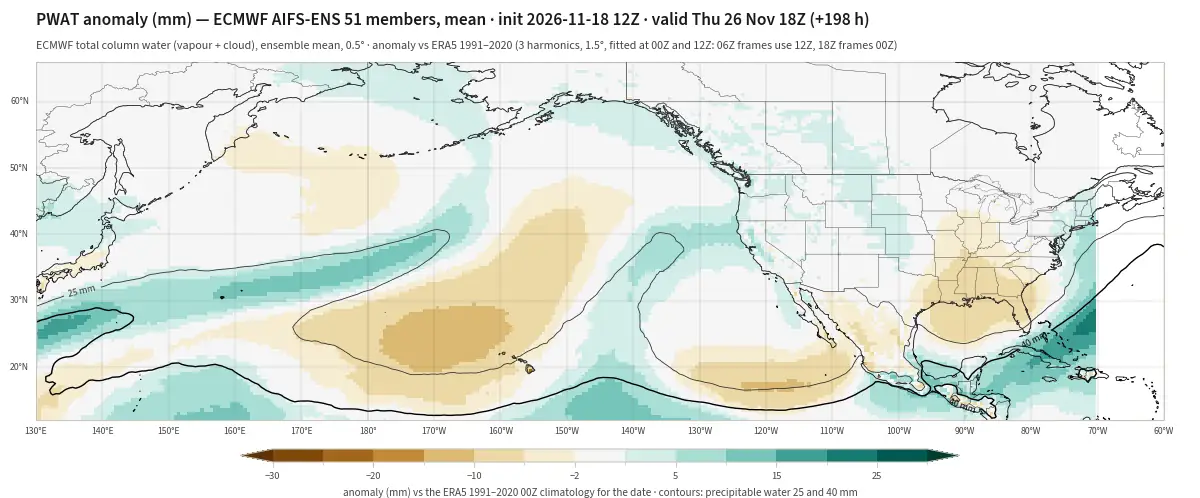 PWAT anomaly (mm) — ECMWF AIFS-ENS 51 members, mean · init 2026-11-18 12Z · valid Thu 26 Nov 18Z (+198 h)
ECMWF total column water (vapour + cloud), ensemble mean, 0.5° · anomaly vs ERA5 1991–2020 (3 harmonics, 1.5°, fitted at 00Z and 12Z: 06Z frames use 12Z, 18Z frames 00Z)
60°N
50°N
40°N
30°N
20°N
25 mm
40 mm
130°E 140°E 150°E 160°E 170°E 180° 170°W 160°W 150°W 140°W 130°W 120°W 110°W 100°W 90°W 80°W 70°W 60°W
−30 −20 −10 −2 5 15 25
anomaly (mm) vs the ERA5 1991–2020 00Z climatology for the date · contours: precipitable water 25 and 40 mm